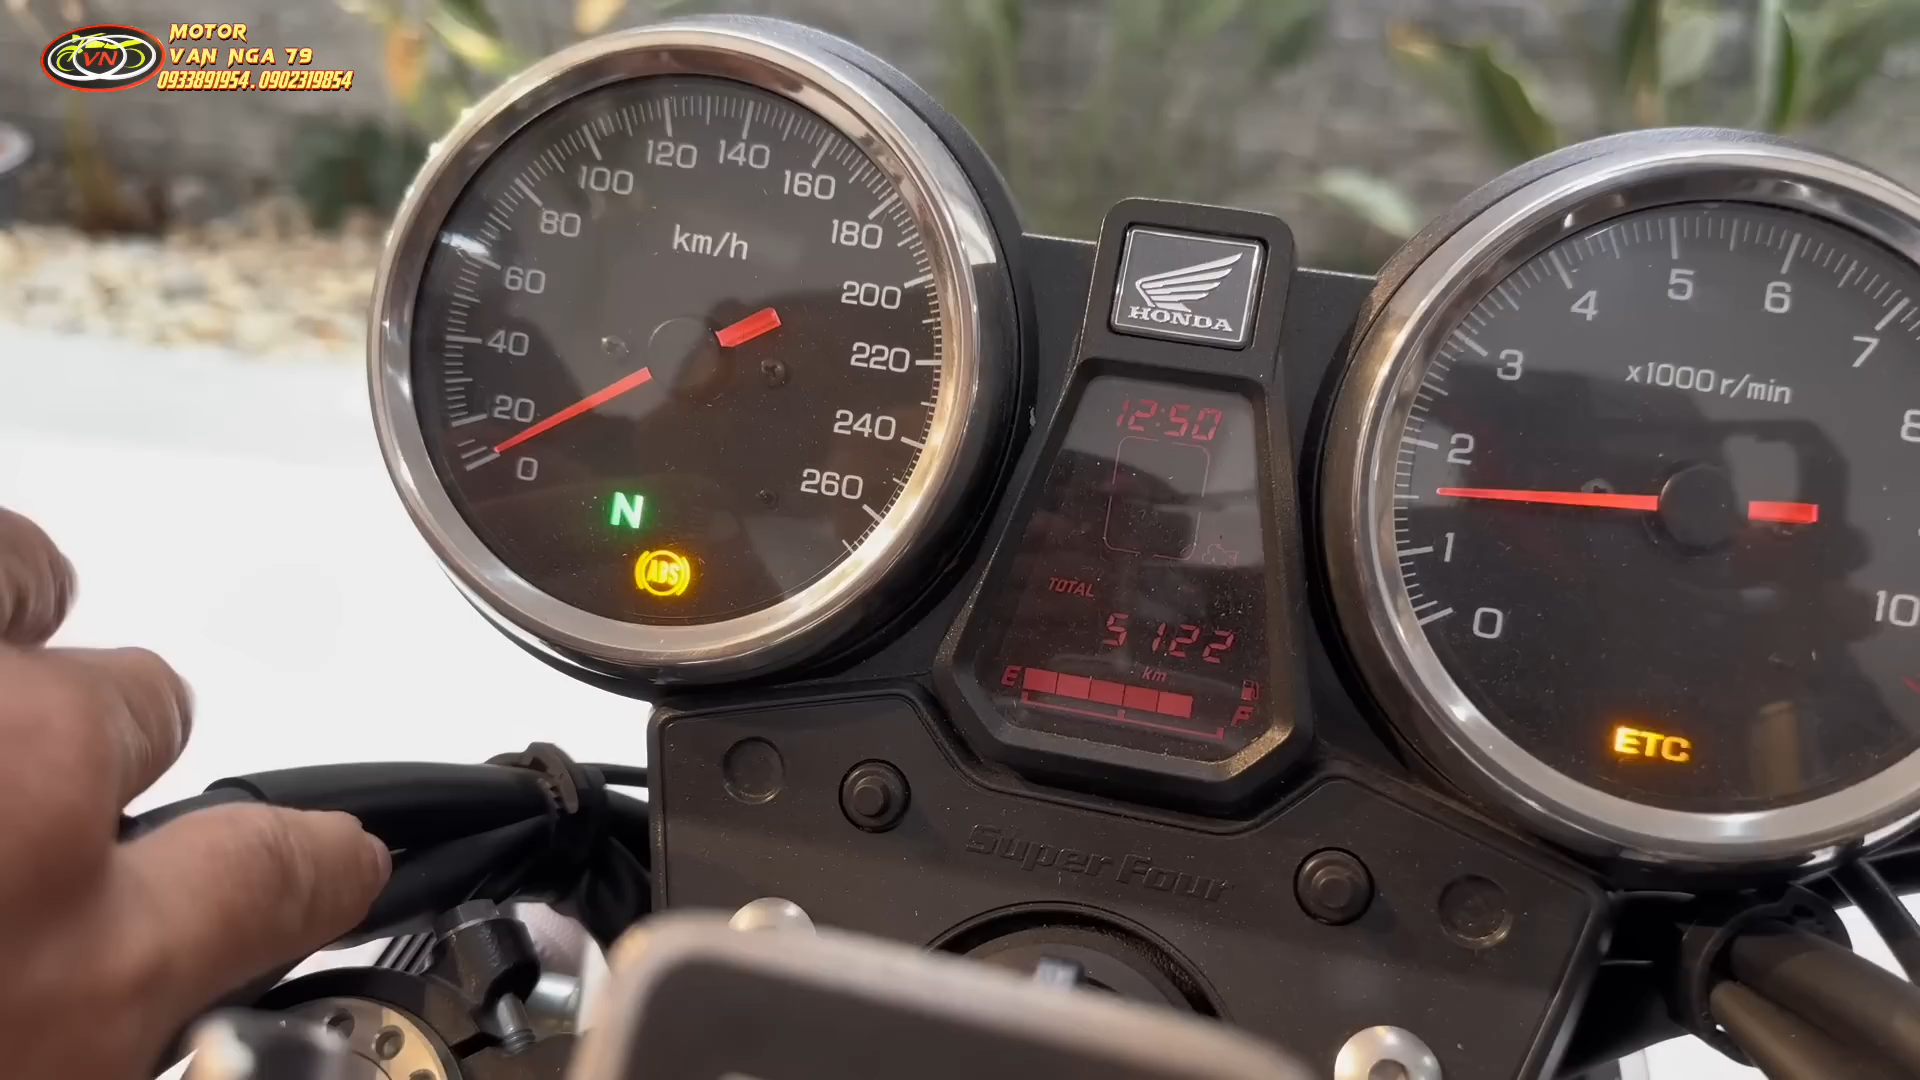 MOTOR
VAN NGA 79
0933891954.0902319854
VN
120 140
100 160
80 180
km/h
60 200
40 220
20 240
0 260
N
ABS
HONDA
12:50
TOTAL
5122
km
E F
5
4 6
3 7
x1000 r/min
2 8
1
0 10
ETC
Super Four